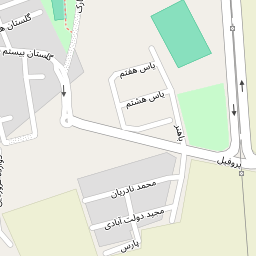 گلستان ه
گلستان بیستم
یاس هفتم
یاس هشتم
باهنر
پروفیل
محمد نادریان
مجید دولت آبادی
پارس